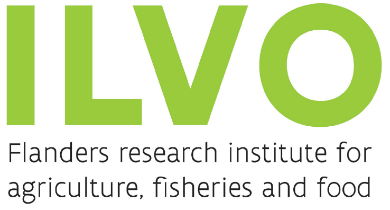 ILVO
Flanders research institute for
agriculture, fisheries and food